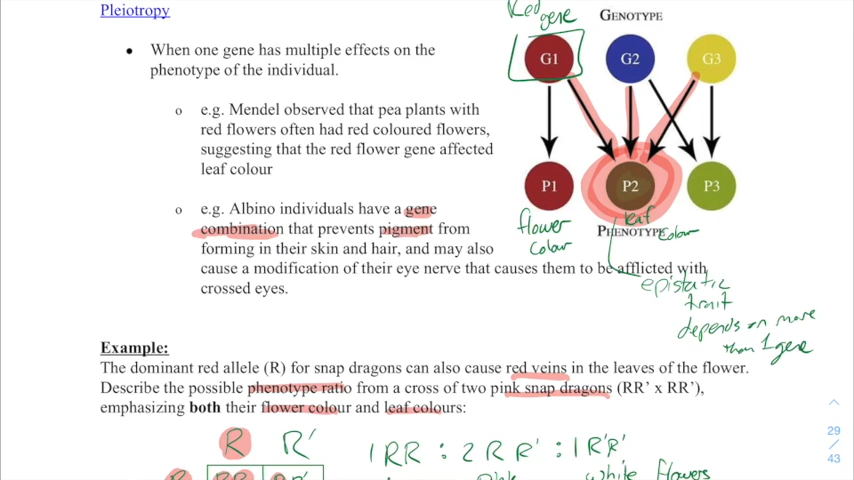 Pleiotropy
Red gene
GENOTYPE
• When one gene has multiple effects on the
phenotype of the individual.
G1 G2 G3
o e.g. Mendel observed that pea plants with
red flowers often had red coloured flowers,
suggesting that the red flower gene affected
leaf colour
P1 P2 P3
o e.g. Albino individuals have a gene
combination that prevents pigment from
forming in their skin and hair, and may also
cause a modification of their eye nerve that causes them to be afflicted with
crossed eyes.
flower
colour
leaf
colour
PHENOTYPE
epistatic
trait
depends on more
than 1 gene
Example:
The dominant red allele (R) for snap dragons can also cause red veins in the leaves of the flower.
Describe the possible phenotype ratio from a cross of two pink snap dragons (RR’ x RR’),
emphasizing both their flower colour and leaf colours:
R R'
1RR : 2RR' : 1R'R'
R RR
white flowers
29
/
43